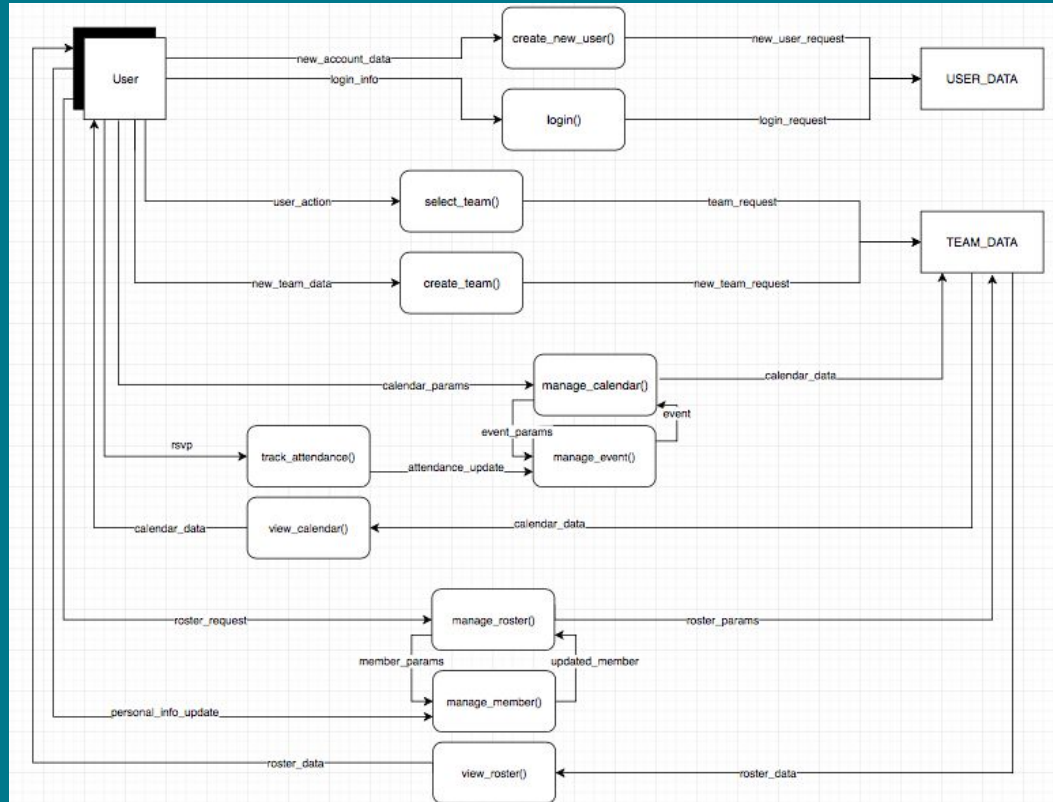 create_new_user()
new_user_request
new_account_data
User
login_info
USER_DATA
login()
login_request
user_action
select_team()
team_request
TEAM_DATA
new_team_data
create_team()
new_team_request
calendar_params
manage_calendar()
calendar_data
event
event_params
rsvp
track_attendance()
attendance_update
manage_event()
calendar_data
view_calendar()
calendar_data
roster_request
manage_roster()
roster_params
member_params
updated_member
manage_member()
personal_info_update
roster_data
view_roster()
roster_data